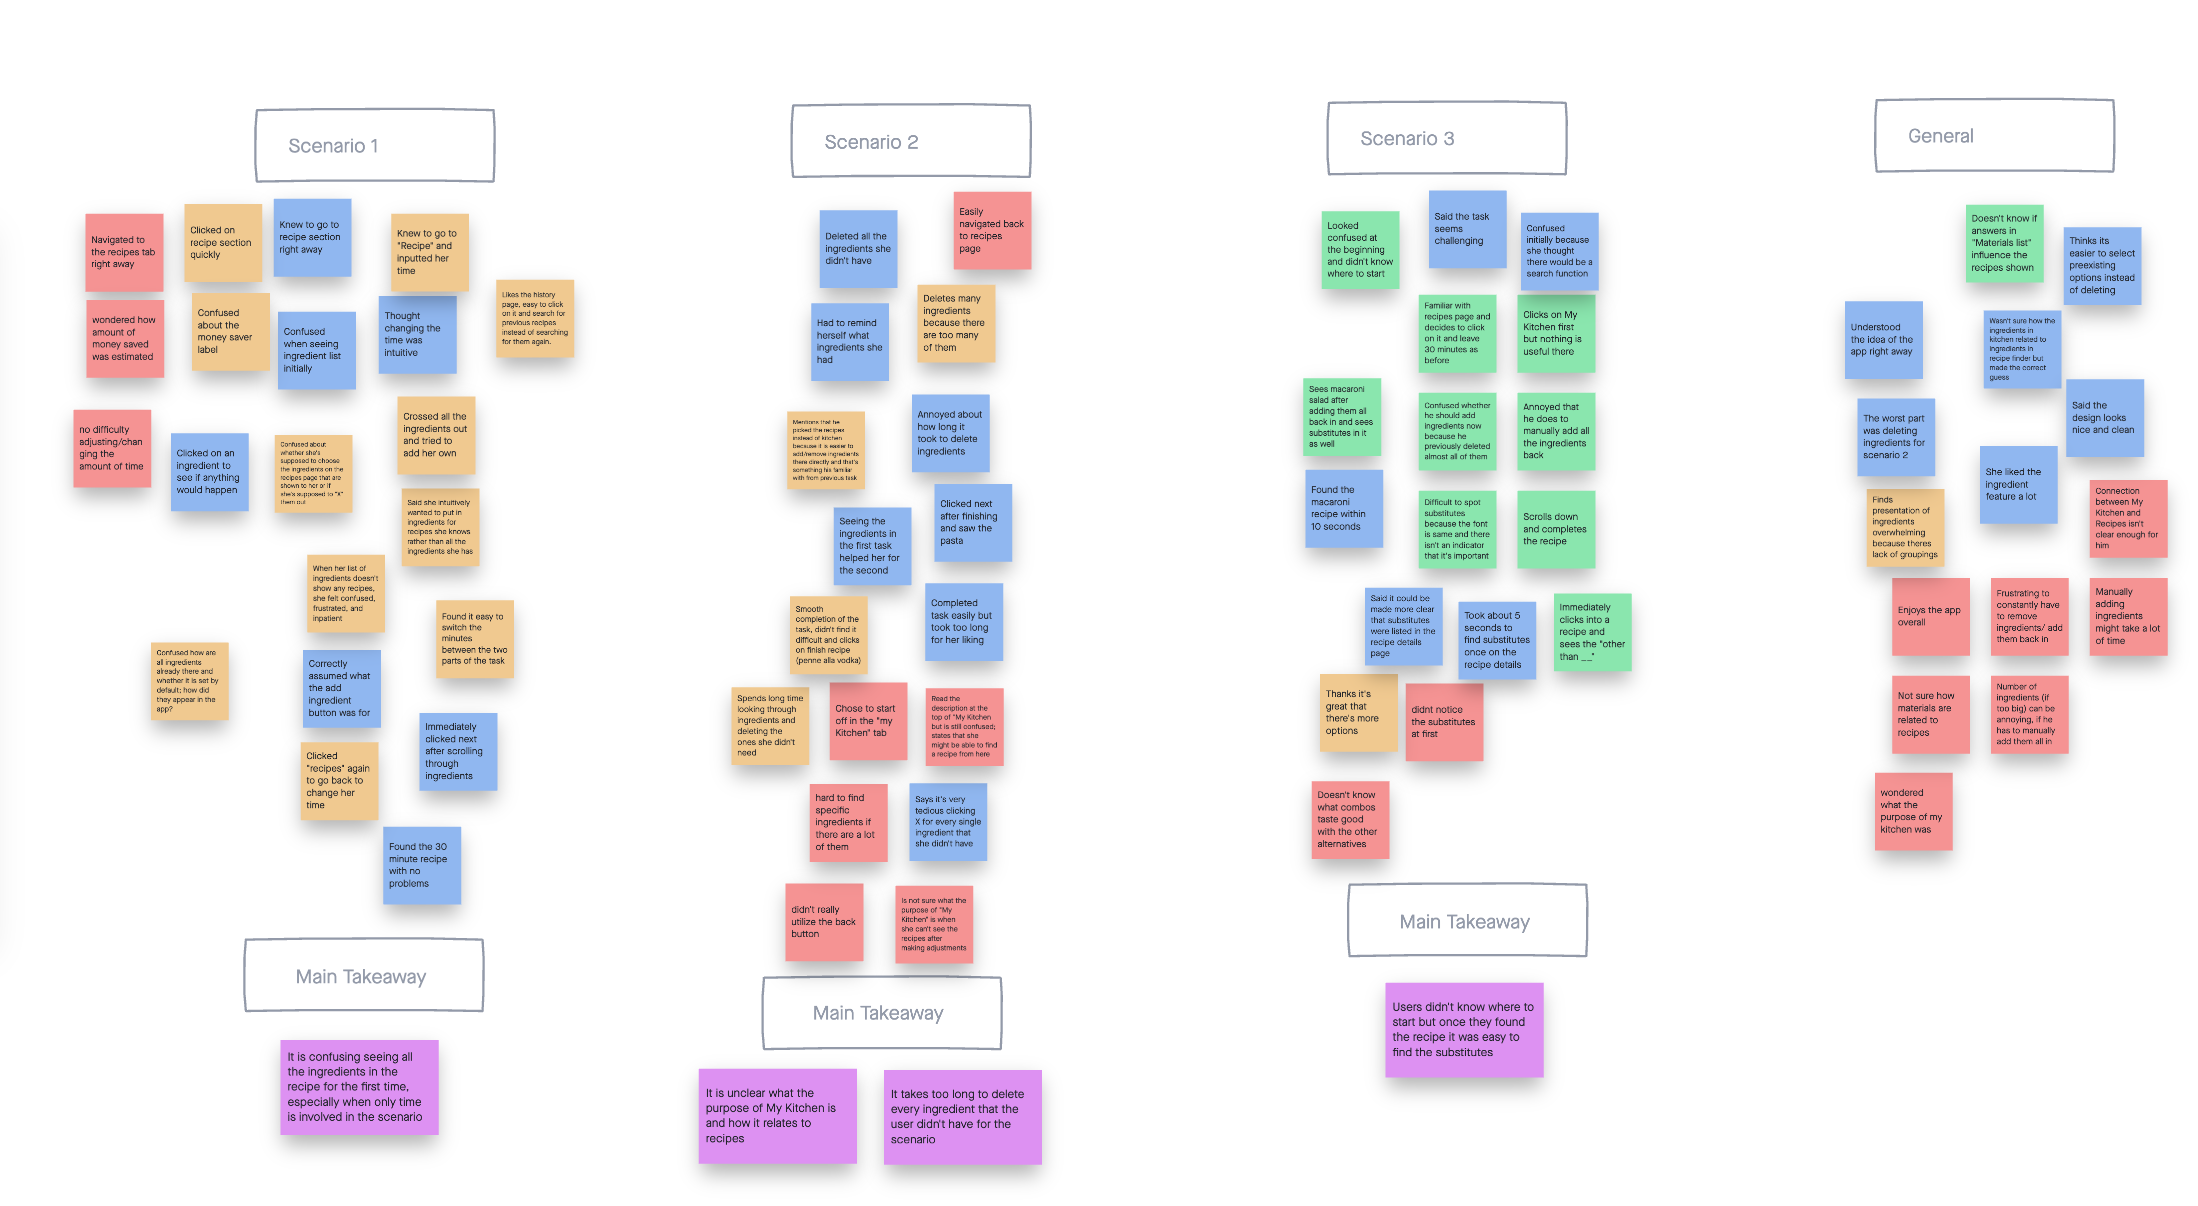 Scenario 1
Navigated to
the recipes tab
right away
Clicked on
recipe section
quickly
Knew to go to
recipe section
right away
Knew to go to
"Recipe" and
inputted her
time
Likes the history
page, easy to click
on it and search for
previous recipes
instead of searching
for them again.
wondered how
amount of
money saved
was estimated
Confused
about the
money saver
label
Confused
when seeing
ingredient list
initially
Thought
changing the
time was
intuitive
no difficulty
adjusting/chan
ging the
amount of time
Clicked on an
ingredient to
see if anything
would happen
Confused about
whether she's
supposed to choose
the ingredients on the
recipes page that are
shown to her or if
she's supposed to "X"
them out
Crossed all the
ingredients out
and tried to
add her own
Said she intuitively
wanted to put in
ingredients for
recipes she knows
rather than all the
ingredients she has
When her list of
ingredients doesn't
show any recipes,
she felt confused,
frustrated, and
inpatient
Found it easy to
switch the
minutes
between the two
parts of the task
Confused how are
all ingredients
already there and
whether it is set by
default; how did
they appear in the
app?
Correctly
assumed what
the add
ingredient
button was for
Immediately
clicked next
after scrolling
through
ingredients
Clicked
"recipes" again
to go back to
change her
time
Found the 30
minute recipe
with no
problems
Main Takeaway
It is confusing seeing all
the ingredients in the
recipe for the first time,
especially when only time
is involved in the scenario
Scenario 2
Deleted all the
ingredients she
didn't have
Easily
navigated back
to recipes
page
Had to remind
herself what
ingredients she
had
Deletes many
ingredients
because there
are too many
of them
Mentions that he
picked the recipes
instead of kitchen
because it is easier to
add/remove ingredients
there directly and that's
something his familiar
with from previous task
Annoyed about
how long it
took to delete
ingredients
Seeing the
ingredients in
the first task
helped her for
the second
Clicked next
after finishing
and saw the
pasta
Smooth
completion of the
task, didn't find it
difficult and clicks
on finish recipe
(penne alla vodka)
Completed
task easily but
took too long
for her liking
Spends long time
looking through
ingredients and
deleting the
ones she didn't
need
Chose to start
off in the "my
Kitchen" tab
Read the
description at the
top of "My Kitchen
but is still confused;
states that she
might be able to find
a recipe from here
hard to find
specific
ingredients if
there are a lot
of them
Says it's very
tedious clicking
X for every single
ingredient that
she didn't have
didn't really
utilize the back
button
Is not sure what the
purpose of "My
Kitchen" is when
she can't see the
recipes after
making adjustments
Main Takeaway
It is unclear what the
purpose of My Kitchen is
and how it relates to
recipes
It takes too long to delete
every ingredient that the
user didn't have for the
scenario
Scenario 3
Looked
confused at
the beginning
and didn't know
where to start
Said the task
seems
challenging
Confused
initially because
she thought
there would be a
search function
Familiar with
recipes page and
decides to click
on it and leave
30 minutes as
before
Clicks on My
Kitchen first
but nothing is
useful there
Sees macaroni
salad after
adding them all
back in and sees
substitutes in it
as well
Confused whether
he should add
ingredients now
because he
previously deleted
almost all of them
Annoyed that
he does to
manually add all
the ingredients
back
Found the
macaroni
recipe within
10 seconds
Difficult to spot
substitutes
because the font
is same and there
isn't an indicator
that it's important
Scrolls down
and completes
the recipe
Said it could be
made more clear
that substitutes
were listed in the
recipe details
page
Took about 5
seconds to
find substitutes
once on the
recipe details
Immediately
clicks into a
recipe and
sees the "other
than __"
Thanks it's
great that
there's more
options
didnt notice
the substitutes
at first
Doesn't know
what combos
taste good
with the other
alternatives
Main Takeaway
Users didn't know where to
start but once they found
the recipe it was easy to
find the substitutes
General
Doesn't know if
answers in
"Materials list"
influence the
recipes shown
Thinks its
easier to select
preexisting
options instead
of deleting
Understood
the idea of the
app right away
Wasn't sure how the
ingredients in
kitchen related to
ingredients in
recipe finder but
made the correct
guess
The worst part
was deleting
ingredients for
scenario 2
Said the
design looks
nice and clean
She liked the
ingredient
feature a lot
Finds
presentation of
ingredients
overwhelming
because theres
lack of groupings
Connection
between My
Kitchen and
Recipes isn't
clear enough for
him
Enjoys the app
overall
Frustrating to
constantly have
to remove
ingredients/ add
them back in
Manually
adding
ingredients
might take a lot
of time
Not sure how
materials are
related to
recipes
Number of
ingredients (if
too big) can be
annoying, if he
has to manually
add them all in
wondered
what the
purpose of my
kitchen was